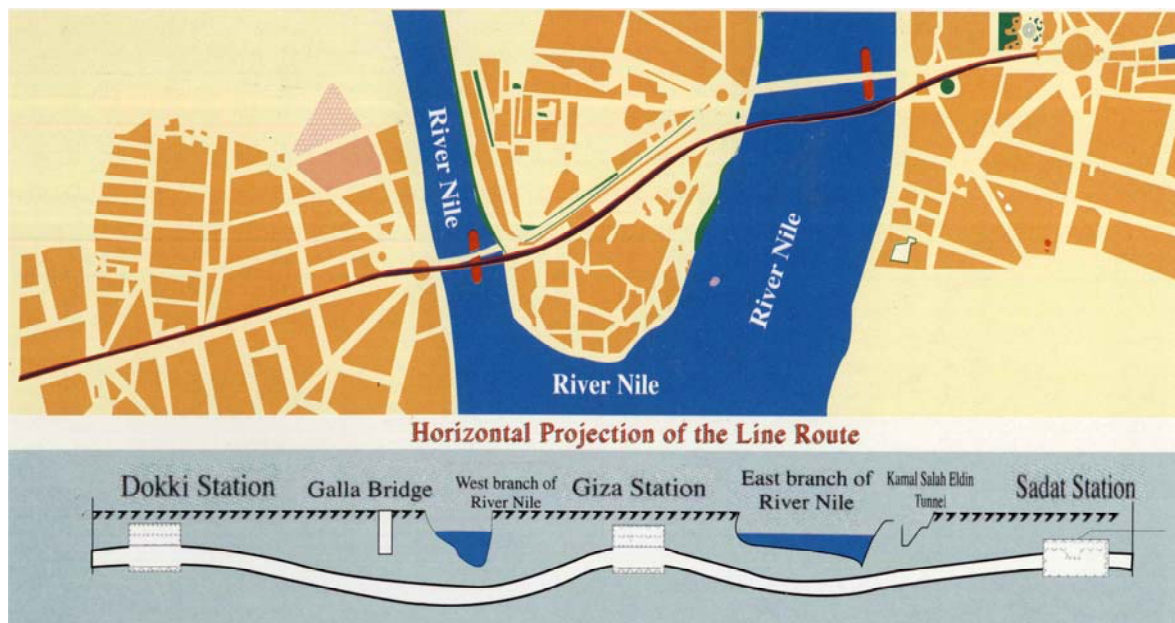 River Nile
River Nile
River Nile
Horizontal Projection of the Line Route
Dokki Station
Galla Bridge
West branch of
River Nile
Giza Station
East branch of
River Nile
Kamal Salah Eldin
Tunnel
Sadat Station